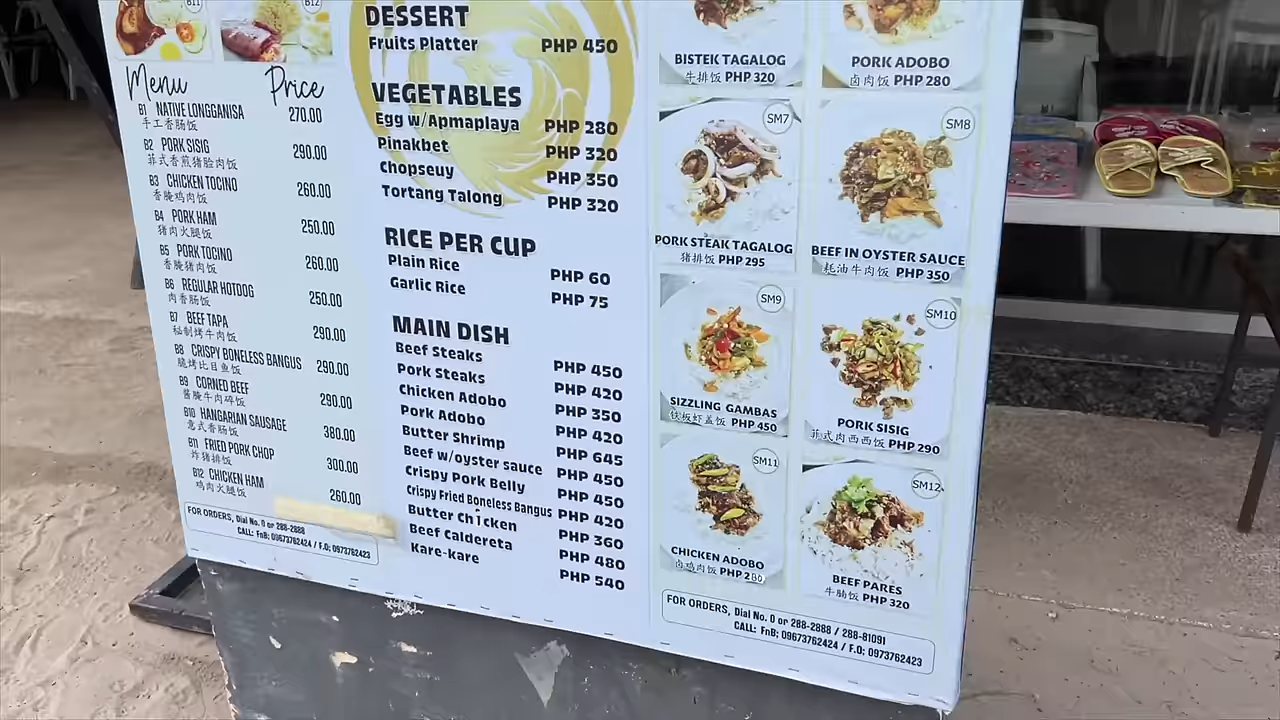 B11
B12
Menu Price
B1 NATIVE LONGGANISA 270.00
手工香肠饭
B2 PORK SISIG 290.00
菲式香煎猪脸肉饭
B3 CHICKEN TOCINO 260.00
香腌鸡肉饭
B4 PORK HAM 250.00
猪肉火腿饭
B5 PORK TOCINO 260.00
香腌猪肉饭
B6 REGULAR HOTDOG 250.00
肉香肠饭
B7 BEEF TAPA 290.00
秘制烤牛肉饭
B8 CRISPY BONELESS BANGUS 290.00
脆烤比目鱼饭
B9 CORNED BEEF 290.00
酱腌牛肉碎饭
B10 HANGARIAN SAUSAGE 380.00
意式香肠饭
B11 FRIED PORK CHOP 300.00
炸猪排饭
B12 CHICKEN HAM 260.00
鸡肉火腿饭
FOR ORDERS, Dial No. 0 or 288-2888
CALL: FnB; 09673762424 / F.O; 0973762423
DESSERT
Fruits Platter PHP 450
VEGETABLES
Egg w/Apmaplaya PHP 280
Pinakbet PHP 320
Chopseuy PHP 350
Tortang Talong PHP 320
RICE PER CUP
Plain Rice PHP 60
Garlic Rice PHP 75
MAIN DISH
Beef Steaks PHP 450
Pork Steaks PHP 420
Chicken Adobo PHP 350
Pork Adobo PHP 420
Butter Shrimp PHP 645
Beef w/oyster sauce PHP 450
Crispy Pork Belly PHP 450
Crispy Fried Boneless Bangus PHP 420
Butter Chicken PHP 360
Beef Caldereta PHP 480
Kare-kare PHP 540
BISTEK TAGALOG
牛排饭 PHP 320
PORK ADOBO
卤肉饭 PHP 280
SM7
PORK STEAK TAGALOG
猪排饭 PHP 295
SM8
BEEF IN OYSTER SAUCE
耗油牛肉饭 PHP 350
SM9
SIZZLING GAMBAS
铁板虾盖饭 PHP 450
SM10
PORK SISIG
菲式肉西西饭 PHP 290
SM11
CHICKEN ADOBO
卤鸡肉饭 PHP 280
SM12
BEEF PARES
牛腩饭 PHP 320
FOR ORDERS, Dial No. 0 or 288-2888 / 288-81091
CALL: FnB; 09673762424 / F.O; 0973762423